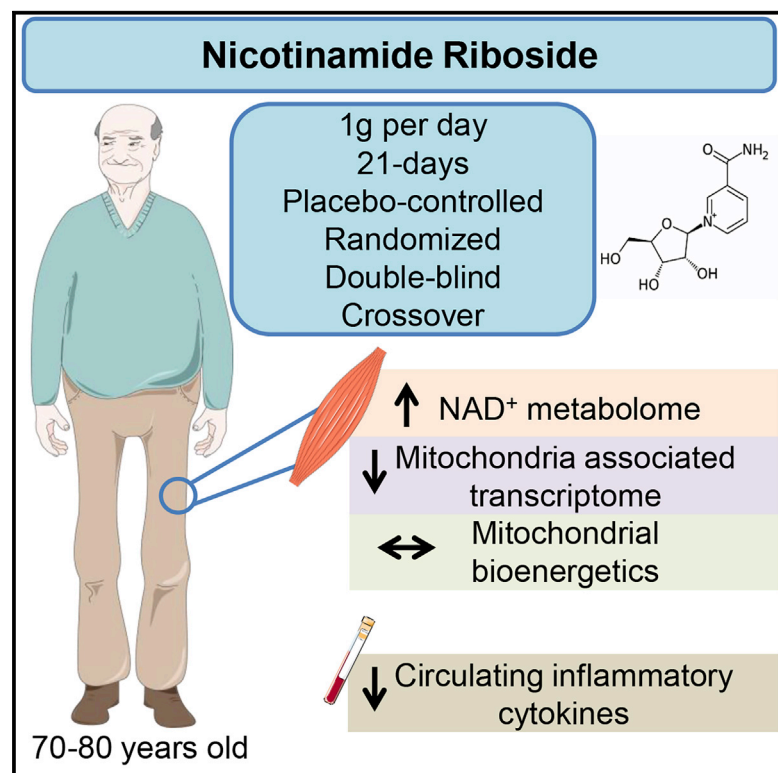 Nicotinamide Riboside
1g per day
21-days
Placebo-controlled
Randomized
Double-blind
Crossover
O
NH₂
N⁺
O
HO
HO
OH
NAD⁺ metabolome
Mitochondria associated
transcriptome
Mitochondrial
bioenergetics
Circulating inflammatory
cytokines
70-80 years old